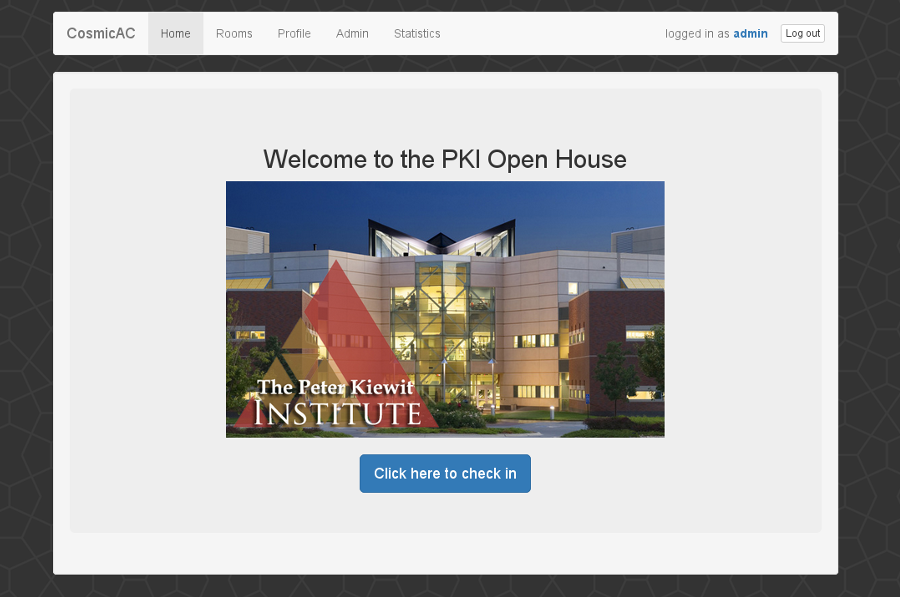 CosmicAC Home Rooms Profile Admin Statistics logged in as admin Log out
Welcome to the PKI Open House
The Peter Kiewit
INSTITUTE
Click here to check in